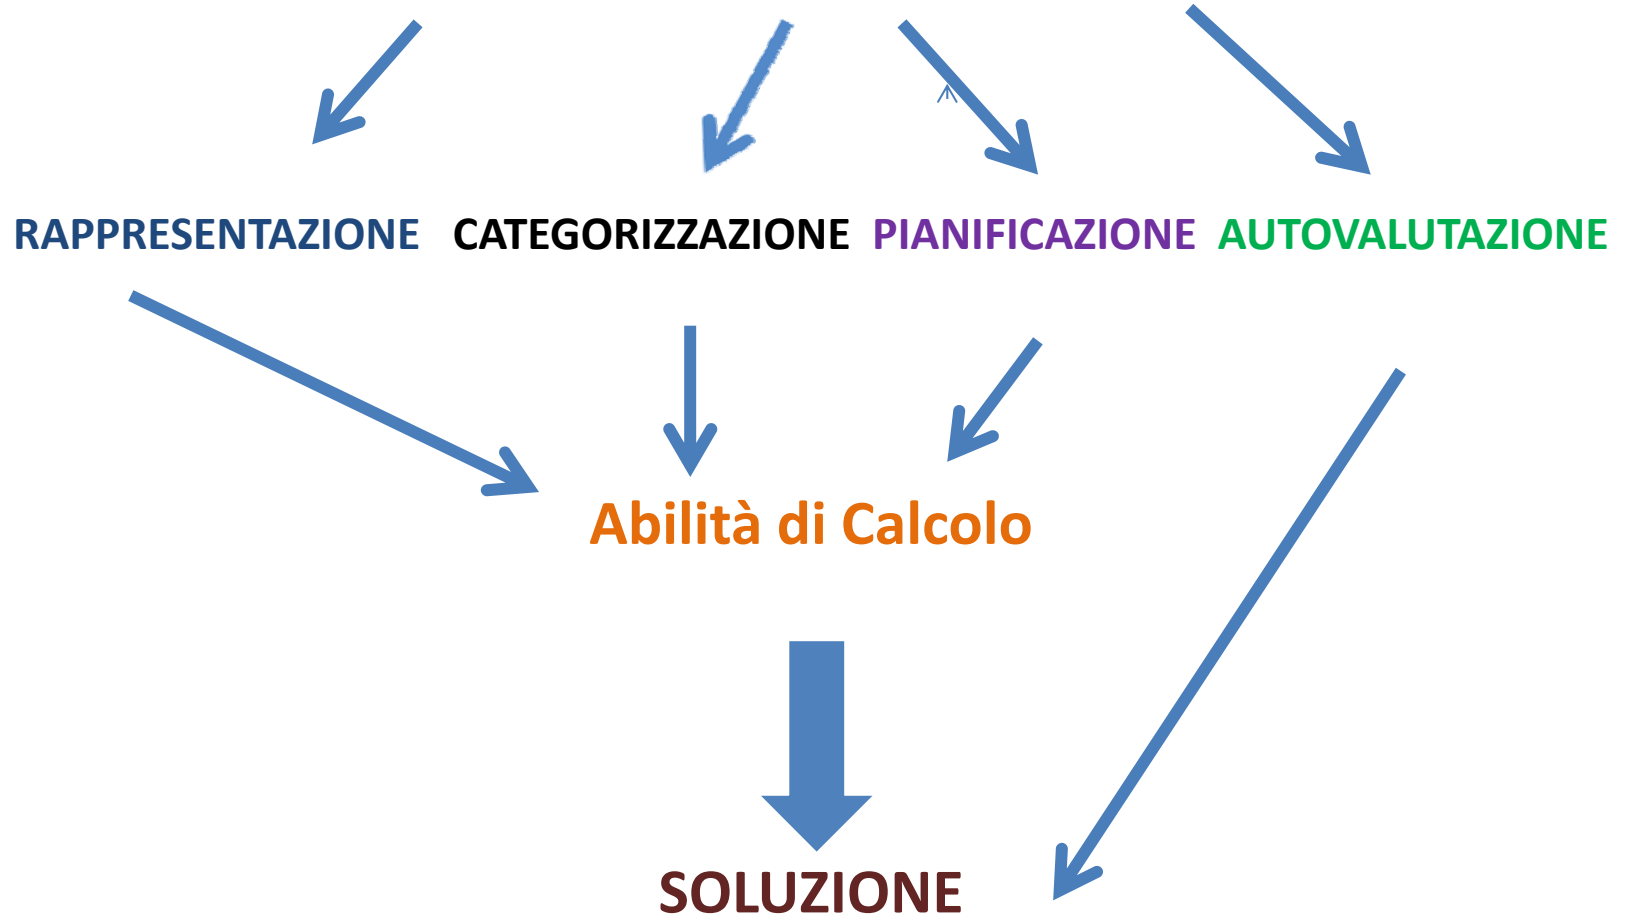 RAPPRESENTAZIONE CATEGORIZZAZIONE PIANIFICAZIONE AUTOVALUTAZIONE
Abilità di Calcolo
SOLUZIONE